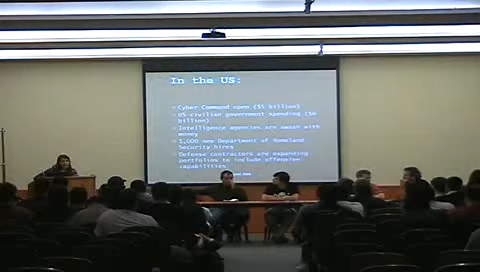 In the US:
Cyber Command open ($5 billion)
US civilian government spending ($6
billion)
Intelligence agencies are awash with
money
1,000 new Department of Homeland
Security hires
Defense contractors are expanding
portfolios to include offensive
capabilities